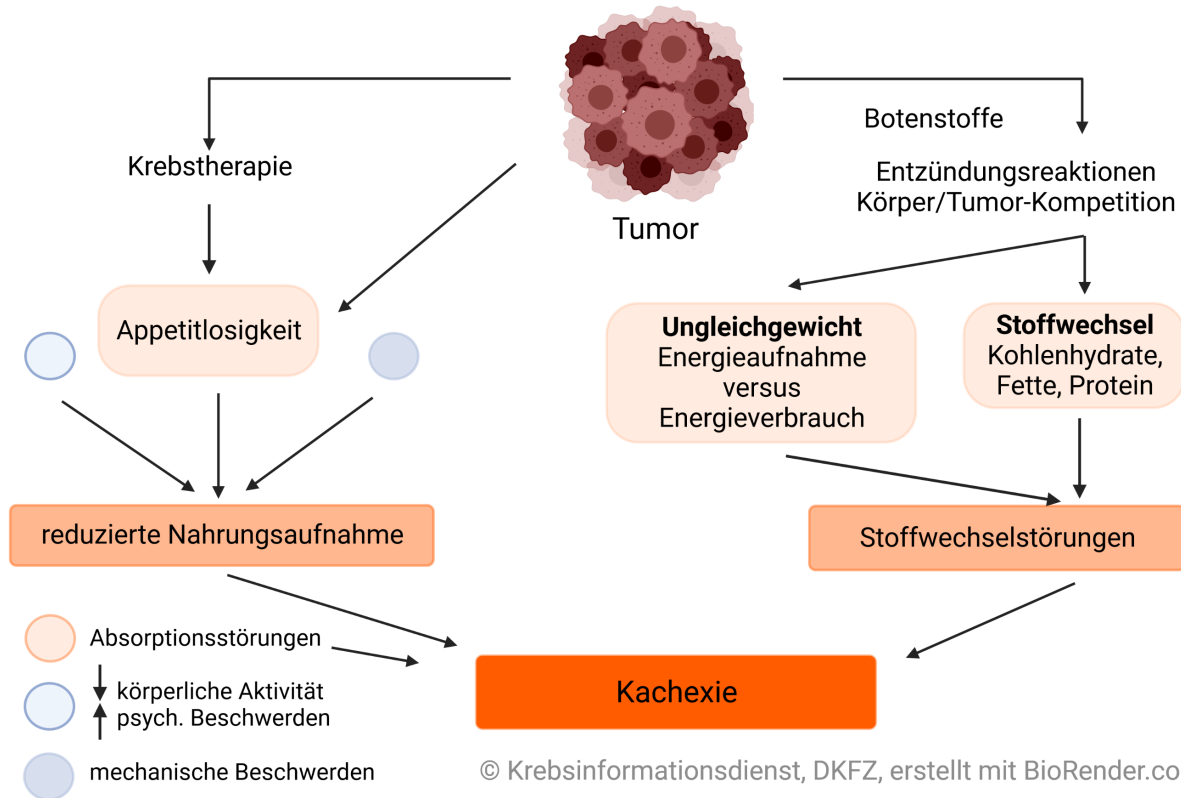 Tumor
Krebstherapie
Appetitlosigkeit
Botenstoffe
Entzündungsreaktionen
Körper/Tumor-Kompetition
Ungleichgewicht
Energieaufnahme
versus
Energieverbrauch
Stoffwechsel
Kohlenhydrate,
Fette, Protein
reduzierte Nahrungsaufnahme
Stoffwechselstörungen
Absorptionsstörungen
körperliche Aktivität
psych. Beschwerden
mechanische Beschwerden
Kachexie
© Krebsinformationsdienst, DKFZ, erstellt mit BioRender.co